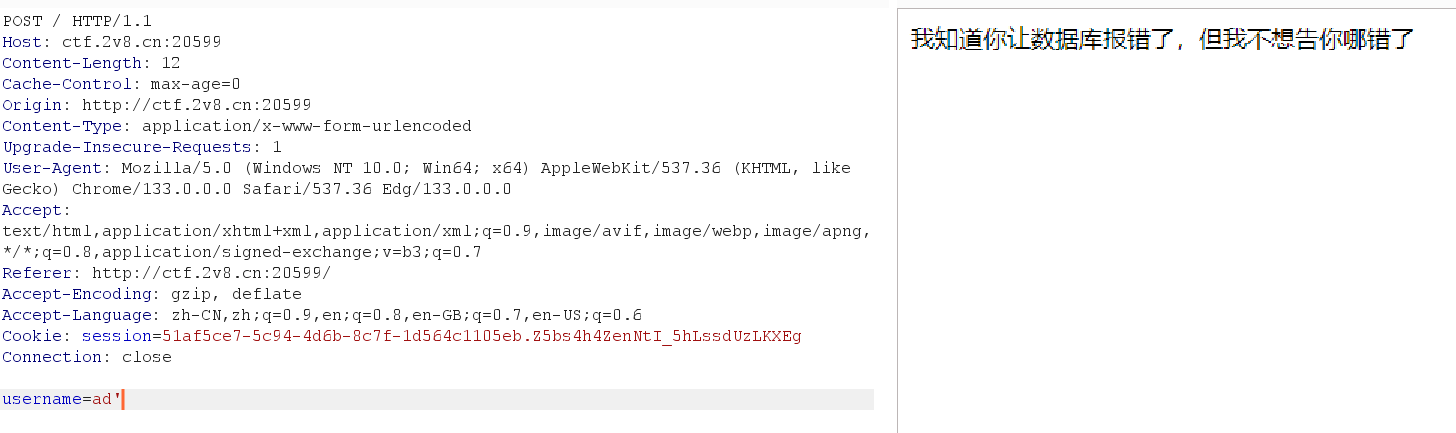 POST / HTTP/1.1
Host: ctf.2v8.cn:20599
Content-Length: 12
Cache-Control: max-age=0
Origin: http://ctf.2v8.cn:20599
Content-Type: application/x-www-form-urlencoded
Upgrade-Insecure-Requests: 1
User-Agent: Mozilla/5.0 (Windows NT 10.0; Win64; x64) AppleWebKit/537.36 (KHTML, like
Gecko) Chrome/133.0.0.0 Safari/537.36 Edg/133.0.0.0
Accept:
text/html,application/xhtml+xml,application/xml;q=0.9,image/avif,image/webp,image/apng,
*/*;q=0.8,application/signed-exchange;v=b3;q=0.7
Referer: http://ctf.2v8.cn:20599/
Accept-Encoding: gzip, deflate
Accept-Language: zh-CN,zh;q=0.9,en;q=0.8,en-GB;q=0.7,en-US;q=0.6
Cookie: session=51af5ce7-5c94-4d6b-8c7f-1d564c1105eb.Z5bs4h4ZenNtI_5hLssdUzLKXEg
Connection: close
username=ad'
我知道你让数据库报错了，但我不想告你哪错了